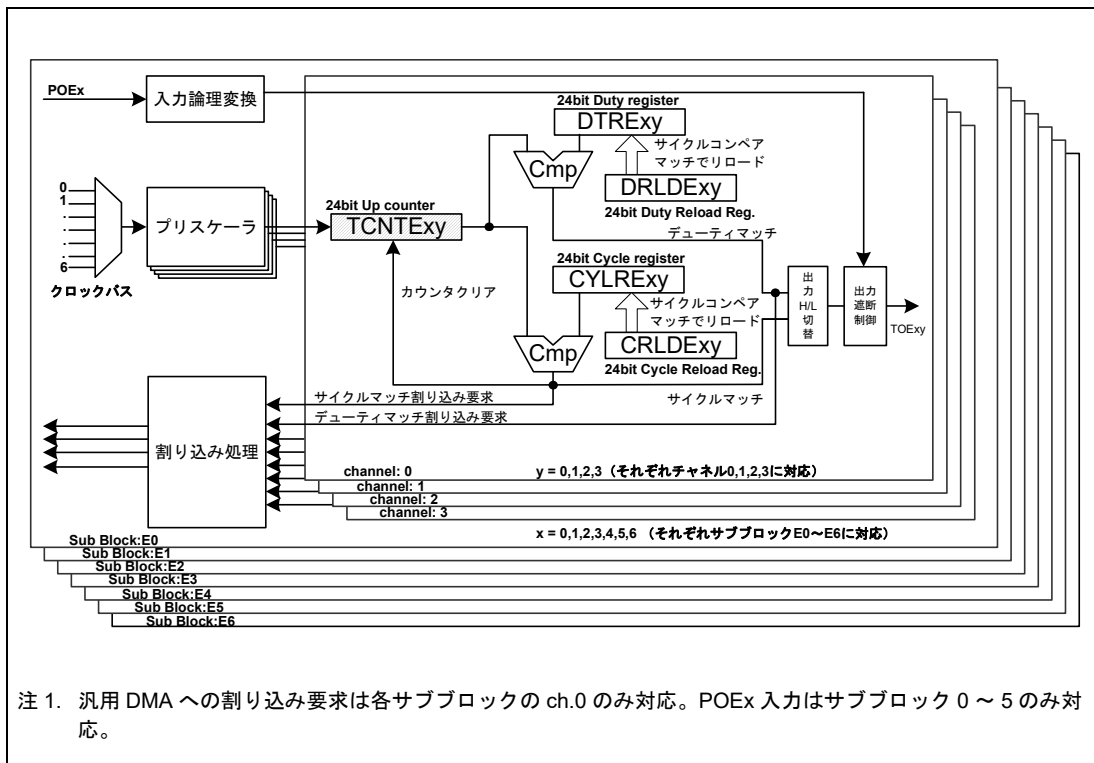 POEx
入力論理変換
24bit Duty register
DTRExy
サイクルコンペア
マッチでリロード
Cmp
DRLDExy
24bit Duty Reload Reg.
0
1
.
.
.
.
6
クロックバス
プリスケーラ
24bit Up counter
TCNTExy
デューティマッチ
24bit Cycle register
CYLRExy
カウンタクリア
サイクルコンペア
マッチでリロード
Cmp
CRLDExy
24bit Cycle Reload Reg.
出力
H/L
切替
出力
遮断
制御
TOExy
サイクルマッチ割り込み要求
サイクルマッチ
デューティマッチ割り込み要求
割り込み処理
channel: 0
y = 0,1,2,3（それぞれチャネル0,1,2,3に対応）
channel: 1
channel: 2
channel: 3
x = 0,1,2,3,4,5,6 （それぞれサブブロックE0～E6に対応）
Sub Block:E0
Sub Block:E1
Sub Block:E2
Sub Block:E3
Sub Block:E4
Sub Block:E5
Sub Block:E6
注 1. 汎用 DMA への割り込み要求は各サブブロックの ch.0 のみ対応。POEx 入力はサブブロック 0 ～ 5 のみ対
応。